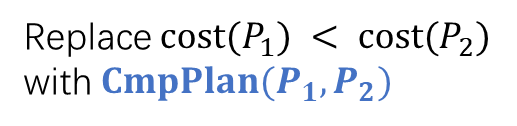 Replace cost(P₁) < cost(P₂)
with CmpPlan(P₁, P₂)